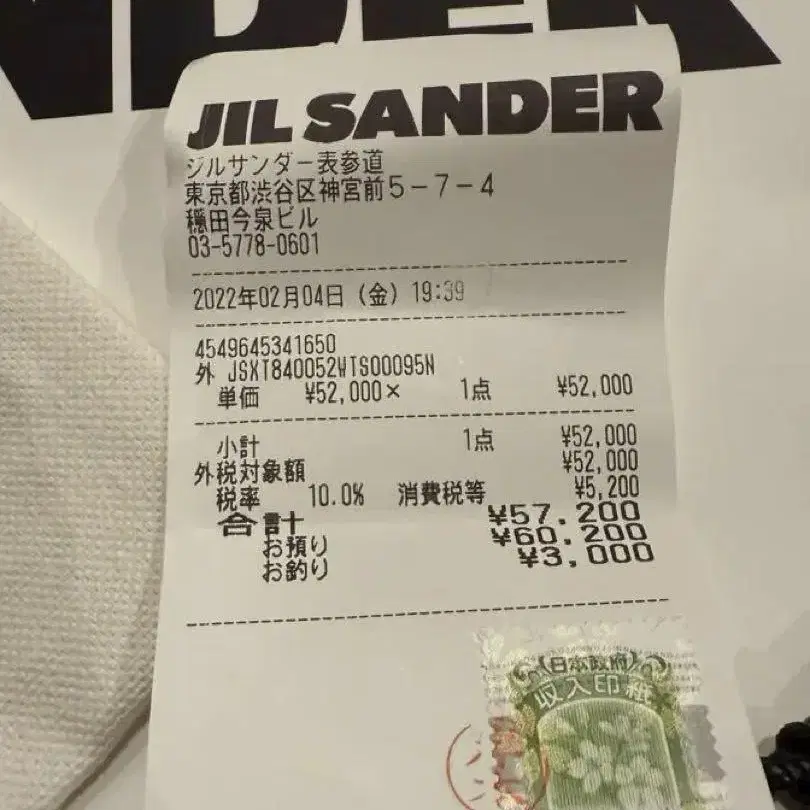 NDER
JIL SANDER
ジルサンダー表参道
東京都渋谷区神宮前5-7-4
穏田今泉ビル
03-5778-0601
2022年02月04日(金) 19:39
4549645341650
外 JSXT840052WTS00095N
単価 ¥52,000× 1点 ¥52,000
小計 1点 ¥52,000
外税対象額 ¥52,000
税率 10.0% 消費税等 ¥5,200
合計 ¥57,200
お預り ¥60,200
お釣り ¥3,000
日本政府
収入印紙